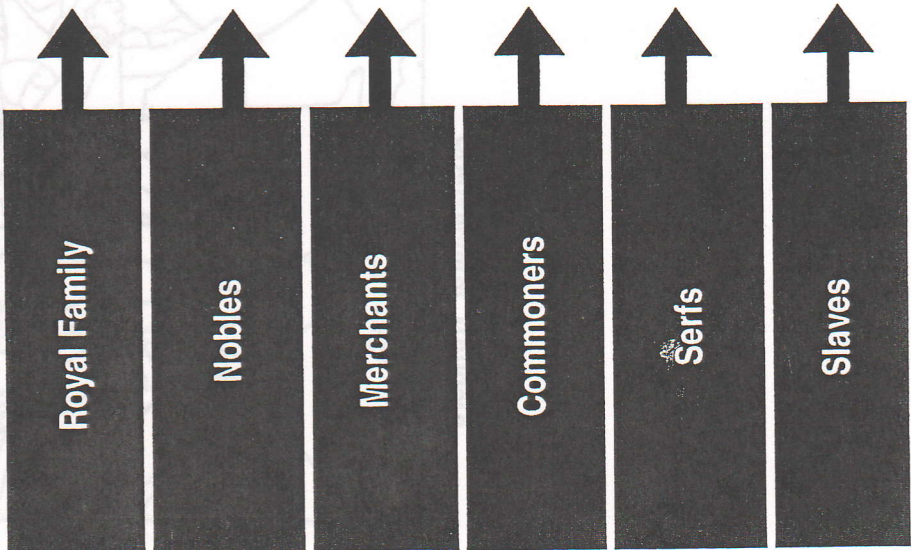 Royal Family
Nobles
Merchants
Commoners
Serfs
Slaves